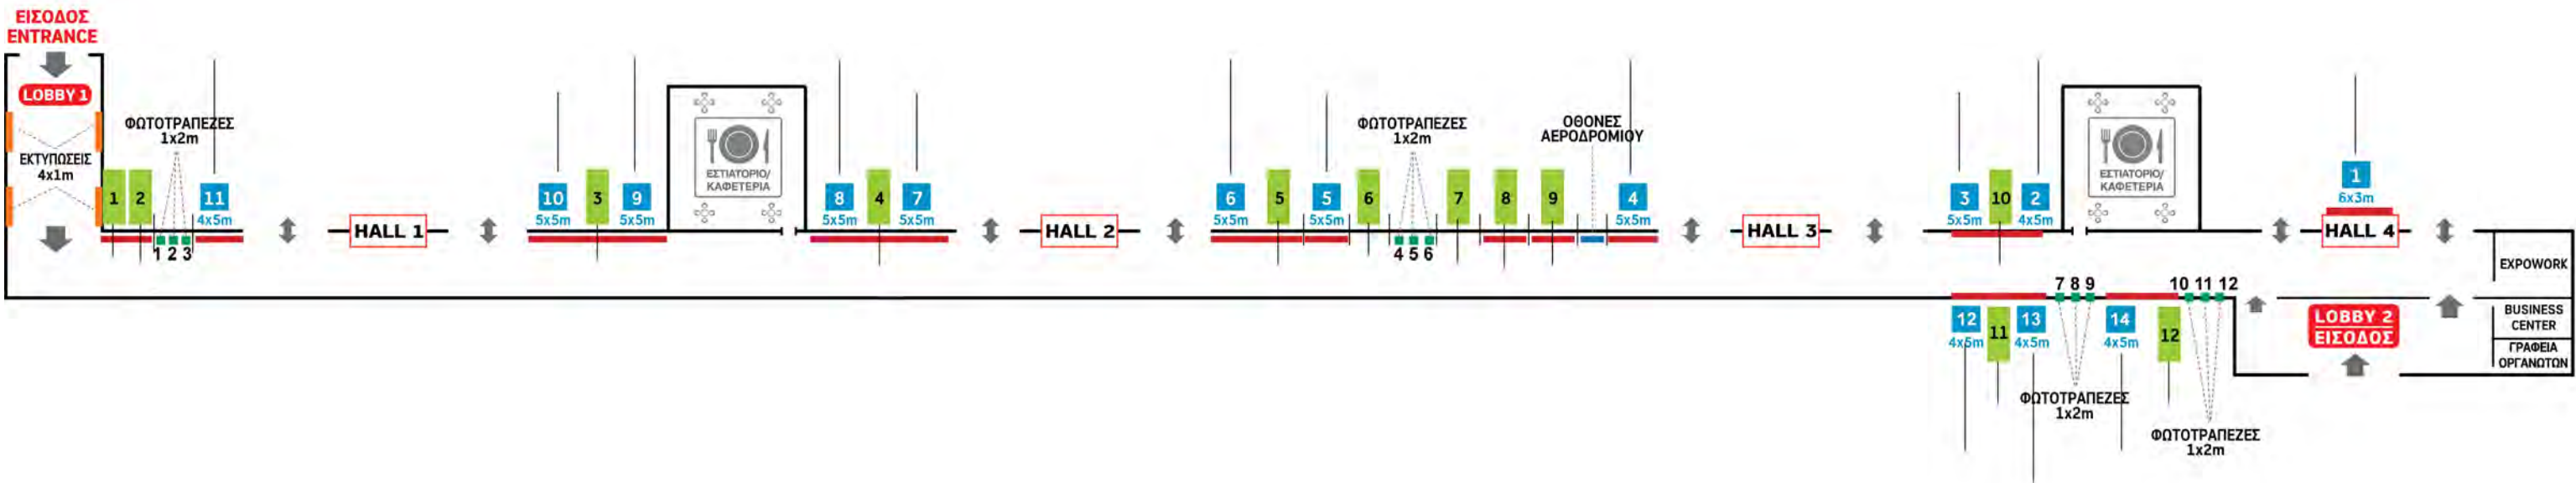 ΕΙΣΟΔΟΣ
ENTRANCE
LOBBY 1
ΕΚΤΥΠΩΣΕΙΣ
4x1m
ΦΩΤΟΤΡΑΠΕΖΕΣ
1x2m
1
2
11
4x5m
1 2 3
HALL 1
10
5x5m
3
9
5x5m
ΕΣΤΙΑΤΟΡΙΟ/
ΚΑΦΕΤΕΡΙΑ
8
5x5m
4
7
5x5m
HALL 2
6
5x5m
5
5
5x5m
6
ΦΩΤΟΤΡΑΠΕΖΕΣ
1x2m
4 5 6
7
8
9
ΟΘΟΝΕΣ
ΑΕΡΟΔΡΟΜΙΟΥ
4
5x5m
HALL 3
3
5x5m
10
2
4x5m
ΕΣΤΙΑΤΟΡΙΟ/
ΚΑΦΕΤΕΡΙΑ
1
6x3m
HALL 4
EXPOWORK
BUSINESS
CENTER
ΓΡΑΦΕΙΑ
ΟΡΓΑΝΩΤΩΝ
LOBBY 2
ΕΙΣΟΔΟΣ
12
4x5m
11
13
4x5m
7 8 9
ΦΩΤΟΤΡΑΠΕΖΕΣ
1x2m
14
4x5m
12
10 11 12
ΦΩΤΟΤΡΑΠΕΖΕΣ
1x2m